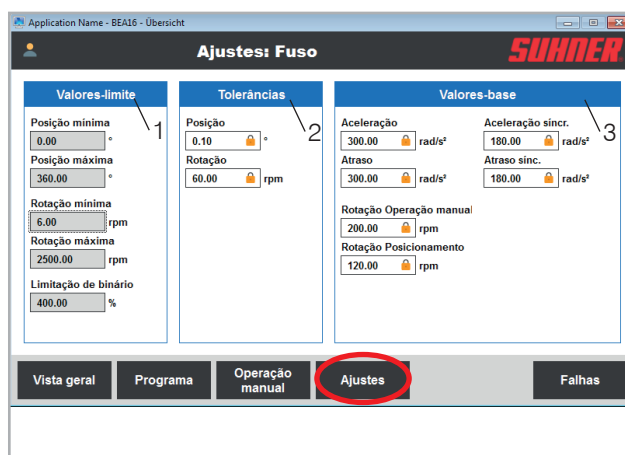 Application Name - BEA16 - Übersicht
Ajustes: Fuso
SUHNER
Valores-limite
1
Posição mínima
0.00 °
Posição máxima
360.00 °
Rotação mínima
6.00 rpm
Rotação máxima
2500.00 rpm
Limitação de binário
400.00 %
Tolerâncias
2
Posição
0.10 °
Rotação
60.00 rpm
Valores-base
3
Aceleração
300.00 rad/s²
Atraso
300.00 rad/s²
Rotação Operação manual
200.00 rpm
Rotação Posicionamento
120.00 rpm
Aceleração sincr.
180.00 rad/s²
Atraso sínc.
180.00 rad/s²
Vista geral
Programa
Operação
manual
Ajustes
Falhas